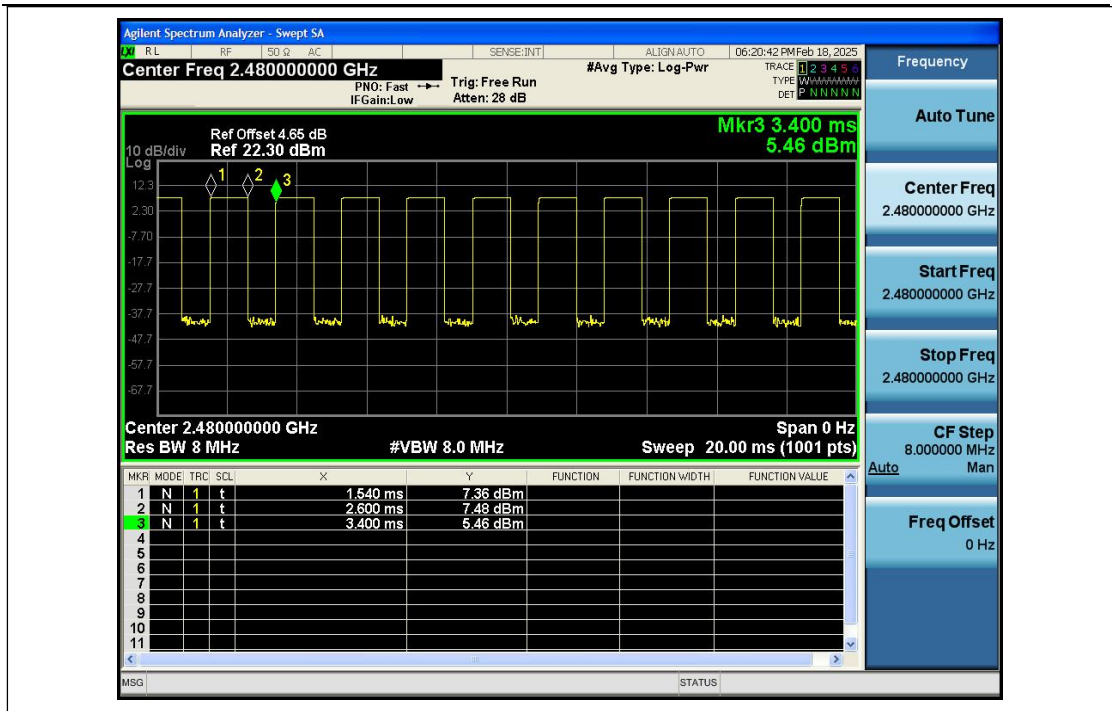 Agilent Spectrum Analyzer - Swept SA
LXI RL RF 50 Ω AC SENSE:INT ALIGN AUTO 06:20:42 PM Feb 18, 2025
Center Freq 2.480000000 GHz
#Avg Type: Log-Pwr
TRACE 1 2 3 4 5 6
TYPE WWWWWW
DET P N N N N N
PNO: Fast
IFGain:Low
Trig: Free Run
Atten: 28 dB
Mkr3 3.400 ms
5.46 dBm
Ref Offset 4.65 dB
10 dB/div Ref 22.30 dBm
Log
1 2 3
12.3
2.30
-7.70
-17.7
-27.7
-37.7
-47.7
-57.7
-67.7
Center 2.480000000 GHz Span 0 Hz
Res BW 8 MHz #VBW 8.0 MHz Sweep 20.00 ms (1001 pts)
MKR MODE TRC SCL X Y FUNCTION FUNCTION WIDTH FUNCTION VALUE
1 N 1 t 1.540 ms 7.36 dBm
2 N 1 t 2.600 ms 7.48 dBm
3 N 1 t 3.400 ms 5.46 dBm
4
5
6
7
8
9
10
11
MSG STATUS
Frequency
Auto Tune
Center Freq
2.480000000 GHz
Start Freq
2.480000000 GHz
Stop Freq
2.480000000 GHz
CF Step
8.000000 MHz
Auto Man
Freq Offset
0 Hz